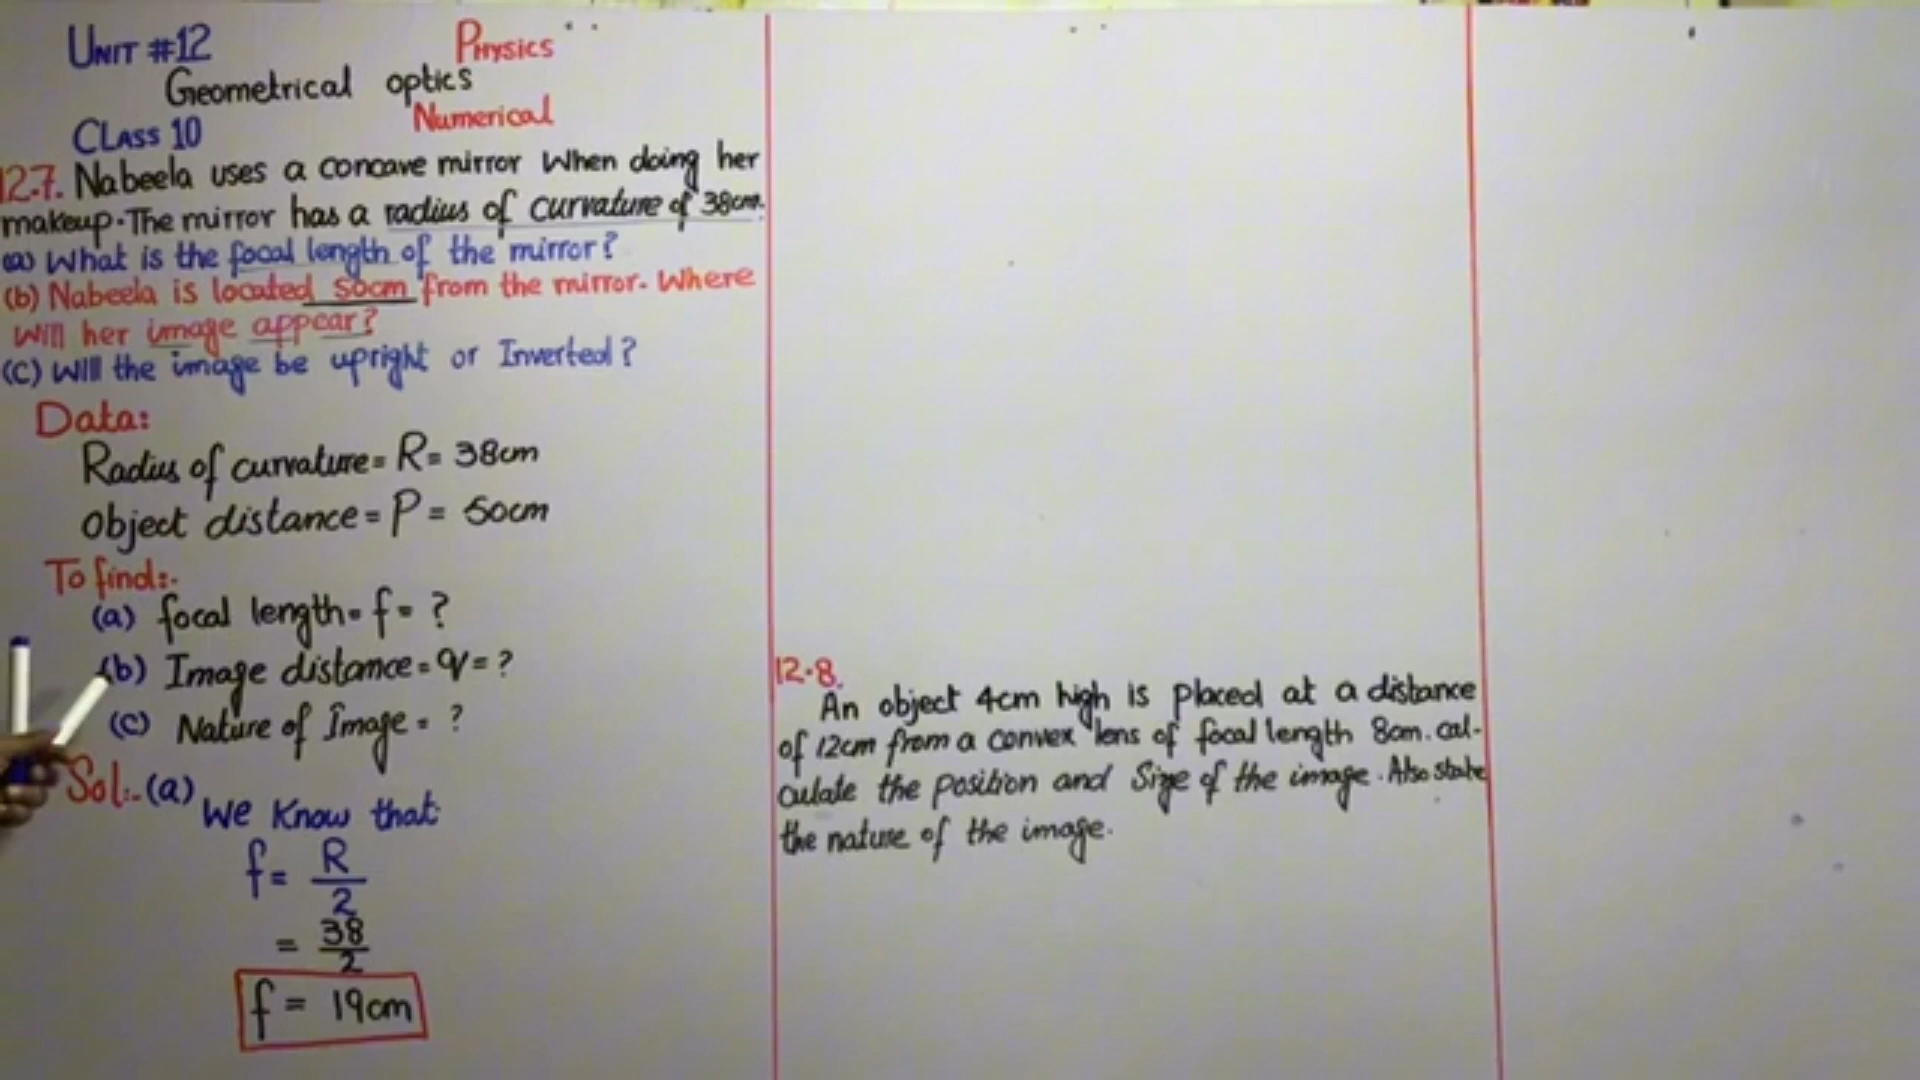 UNIT #12
Physics
Geometrical optics
Numerical
CLASS 10
12.7. Nabeela uses a concave mirror When doing her
makeup. The mirror has a radius of curvature of 38cm.
(a) What is the focal length of the mirror?
(b) Nabeela is located 50cm from the mirror. Where
Will her image appear?
(C) Will the image be upright or Inverted?
Data:
Radius of curvature = R = 38cm
Object distance = P = 50cm
To find:-
(a) focal length = f = ?
(b) Image distance = q = ?
(C) Nature of Image = ?
Sol:- (a)
We Know that:
f = R/2
= 38/2
f = 19cm
12.8.
An object 4cm high is placed at a distance
of 12cm from a convex lens of focal length 8cm. cal-
culate the position and Size of the image. Also state
the nature of the image.